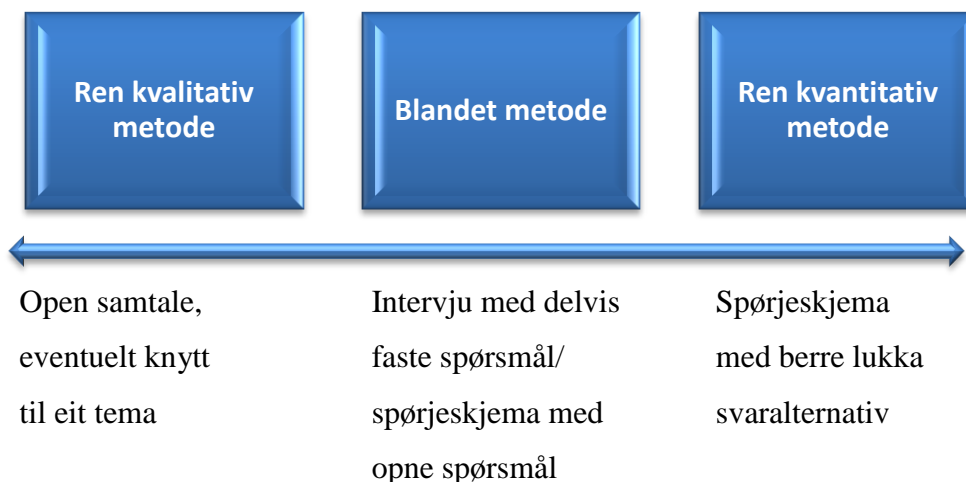 Ren kvalitativ
metode
Blandet metode
Ren kvantitativ
metode
Open samtale,
eventuelt knytt
til eit tema
Intervju med delvis
faste spørsmål/
spørjeskjema med
opne spørsmål
Spørjeskjema
med berre lukka
svaralternativ